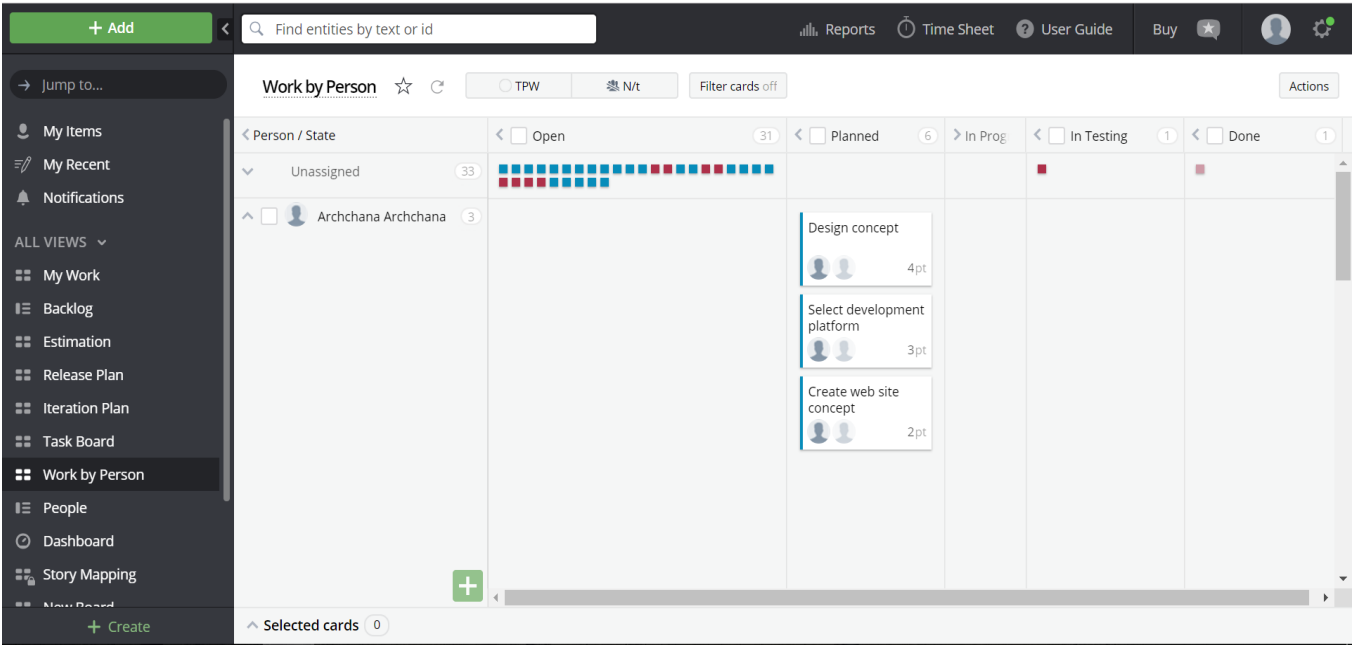 + Add
Find entities by text or id
Reports
Time Sheet
User Guide
Buy
Jump to...
My Items
My Recent
Notifications
ALL VIEWS
My Work
Backlog
Estimation
Release Plan
Iteration Plan
Task Board
Work by Person
People
Dashboard
Story Mapping
New Board
+ Create
Work by Person
TPW
N/t
Filter cards off
Actions
Person / State
Open 31
Planned 6
In Prog
In Testing 1
Done 1
Unassigned 33
Archchana Archchana 3
Design concept
4pt
Select development
platform
3pt
Create web site
concept
2pt
Selected cards 0